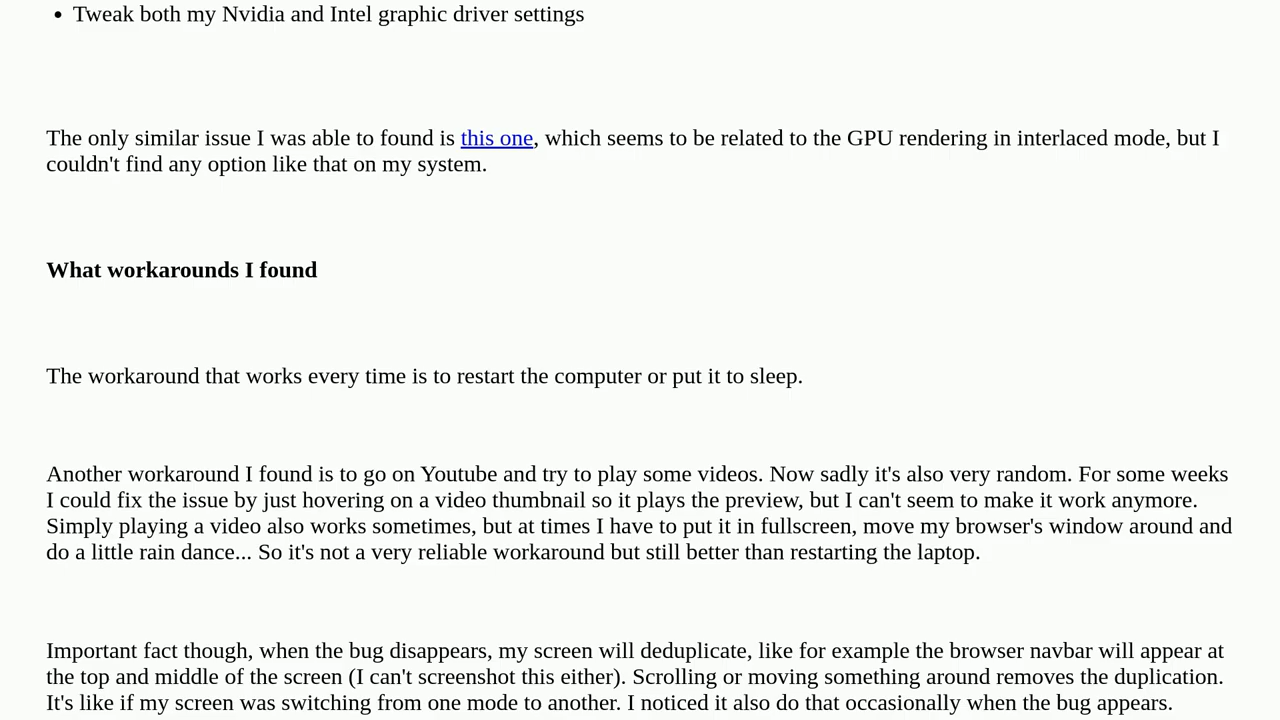 • Tweak both my Nvidia and Intel graphic driver settings
The only similar issue I was able to found is this one, which seems to be related to the GPU rendering in interlaced mode, but I
couldn't find any option like that on my system.
What workarounds I found
The workaround that works every time is to restart the computer or put it to sleep.
Another workaround I found is to go on Youtube and try to play some videos. Now sadly it's also very random. For some weeks
I could fix the issue by just hovering on a video thumbnail so it plays the preview, but I can't seem to make it work anymore.
Simply playing a video also works sometimes, but at times I have to put it in fullscreen, move my browser's window around and
do a little rain dance... So it's not a very reliable workaround but still better than restarting the laptop.
Important fact though, when the bug disappears, my screen will deduplicate, like for example the browser navbar will appear at
the top and middle of the screen (I can't screenshot this either). Scrolling or moving something around removes the duplication.
It's like if my screen was switching from one mode to another. I noticed it also do that occasionally when the bug appears.